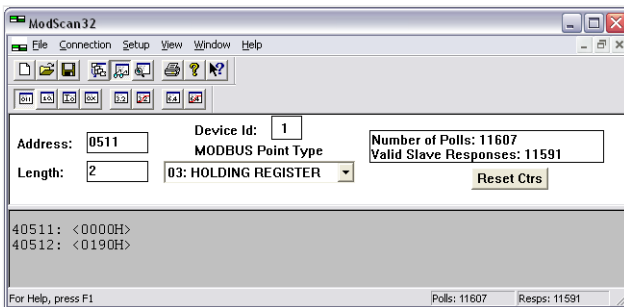 ModScan32
File Connection Setup View Window Help
Address: 0511
Device Id: 1
MODBUS Point Type
Length: 2
03: HOLDING REGISTER
Number of Polls: 11607
Valid Slave Responses: 11591
Reset Ctrs
40511: <0000H>
40512: <0190H>
For Help, press F1
Polls: 11607
Resps: 11591